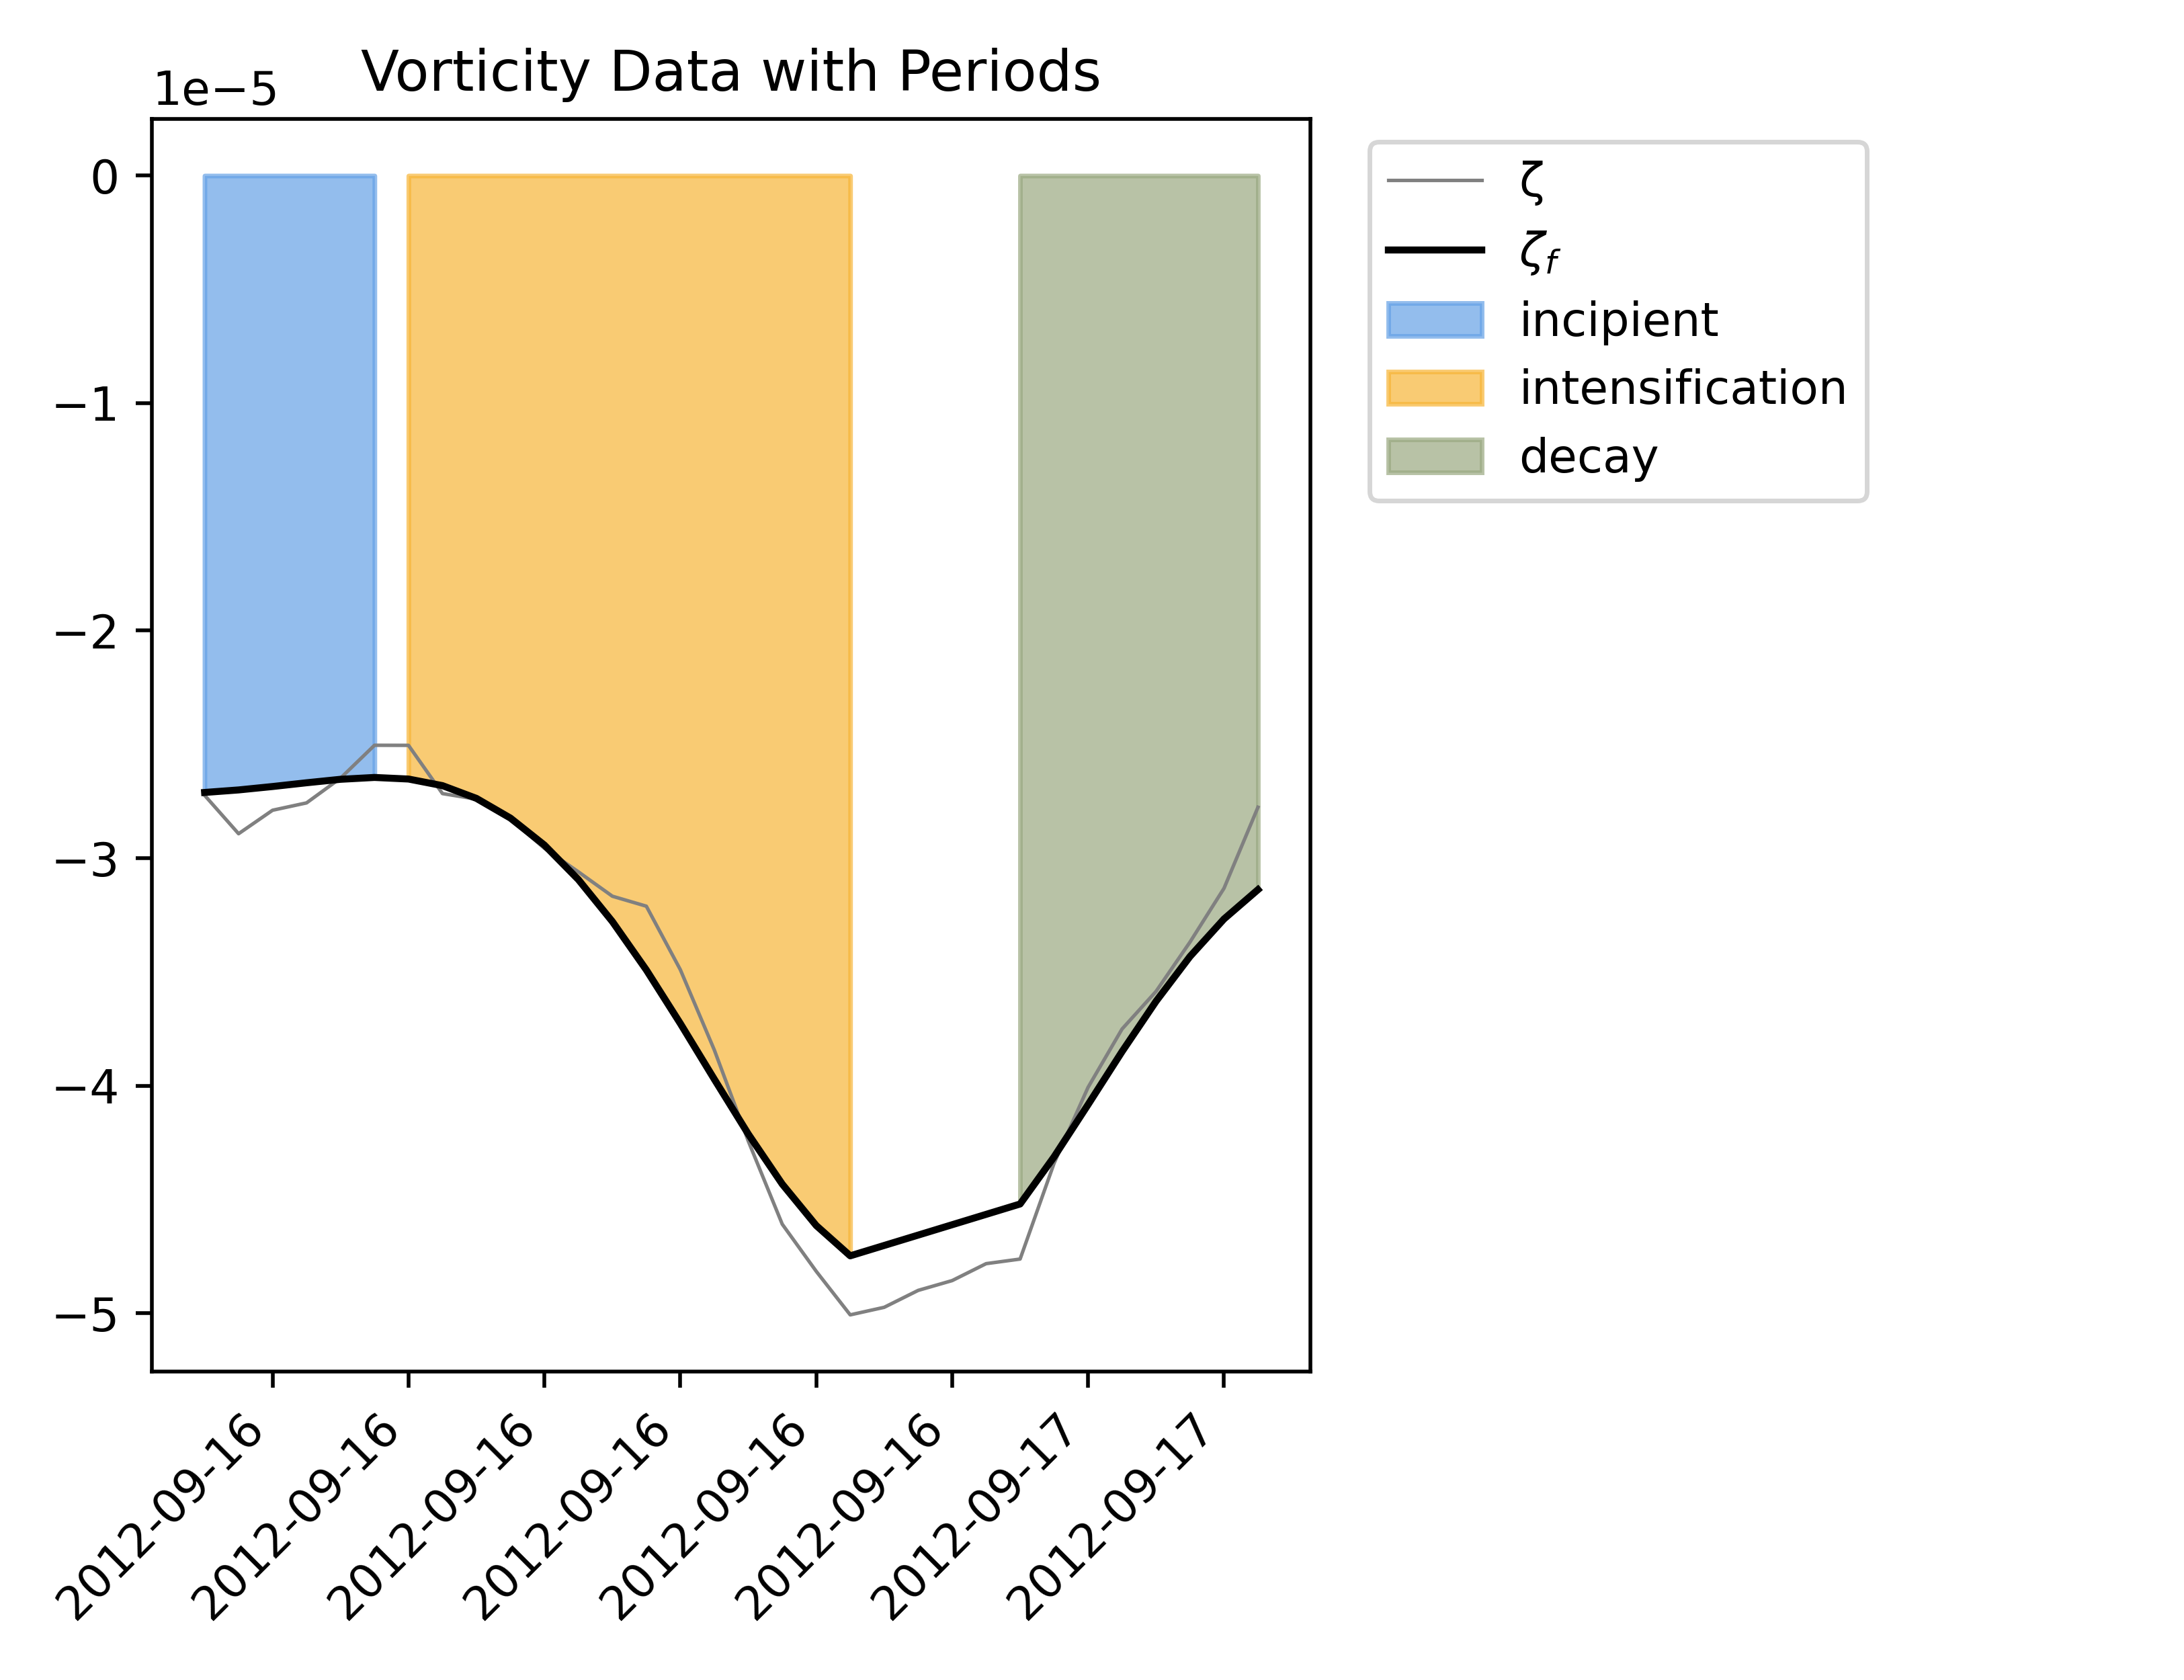 Vorticity Data with Periods
1e−5
0
−1
−2
−3
−4
−5
2012-09-16
2012-09-16
2012-09-16
2012-09-16
2012-09-16
2012-09-16
2012-09-17
2012-09-17
ζ
ζf
incipient
intensification
decay